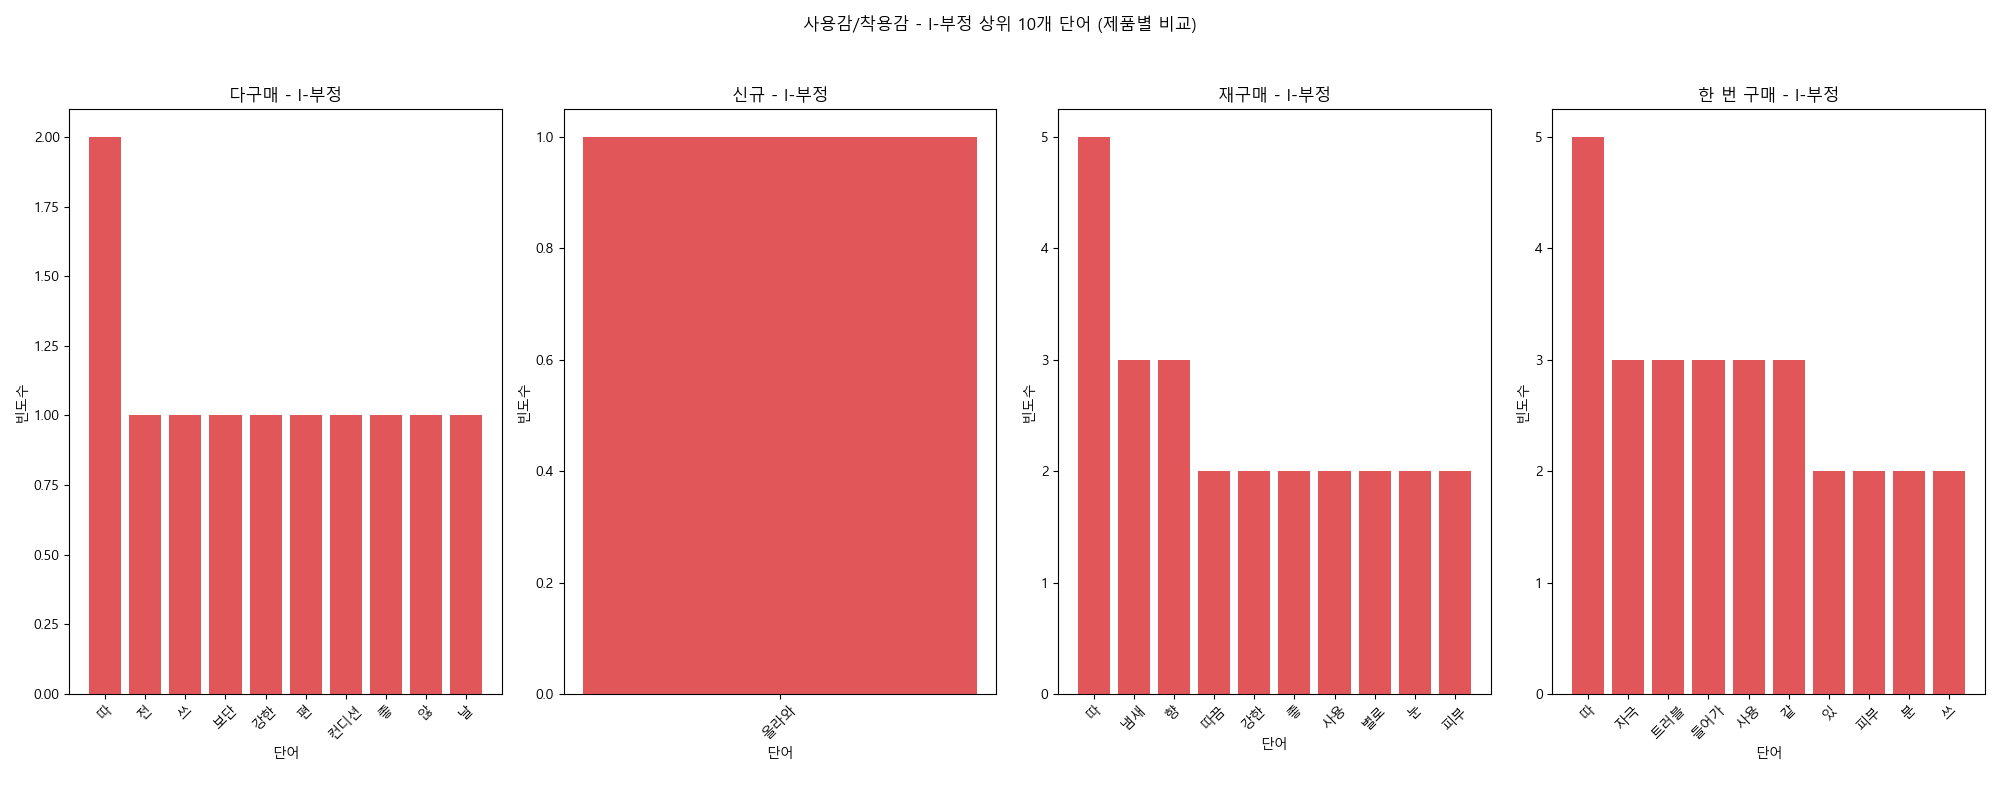 사용감/착용감 - I-부정 상위 10개 단어 (제품별 비교)
다구매 - I-부정
빈도수
2.00
1.75
1.50
1.25
1.00
0.75
0.50
0.25
0.00
따
전
쓰
보단
강한
편
컨디션
좋
않
날
단어
신규 - I-부정
빈도수
1.0
0.8
0.6
0.4
0.2
0.0
올라와
단어
재구매 - I-부정
빈도수
5
4
3
2
1
0
따
냄새
향
따끔
강한
좋
사용
별로
눈
피부
단어
한 번 구매 - I-부정
빈도수
5
4
3
2
1
0
따
자극
트러블
들어가
사용
같
있
피부
분
쓰
단어